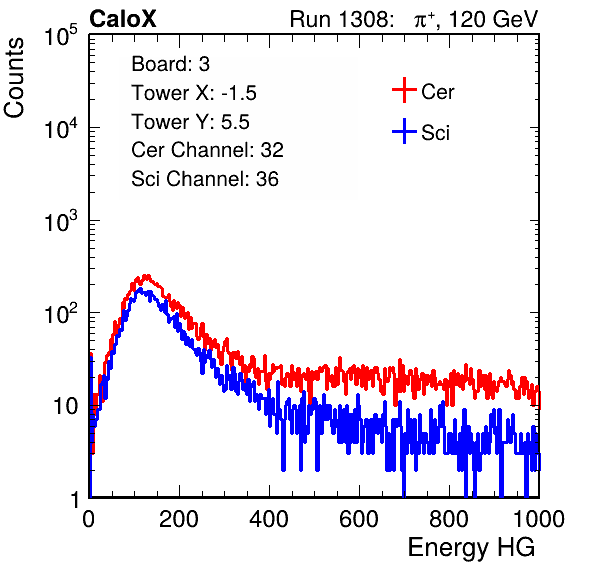 CaloX Run 1308: π⁺, 120 GeV
Counts
10⁵
10⁴
10³
10²
10
1
Board: 3
Tower X: -1.5
Tower Y: 5.5
Cer Channel: 32
Sci Channel: 36
Cer
Sci
0 200 400 600 800 1000
Energy HG